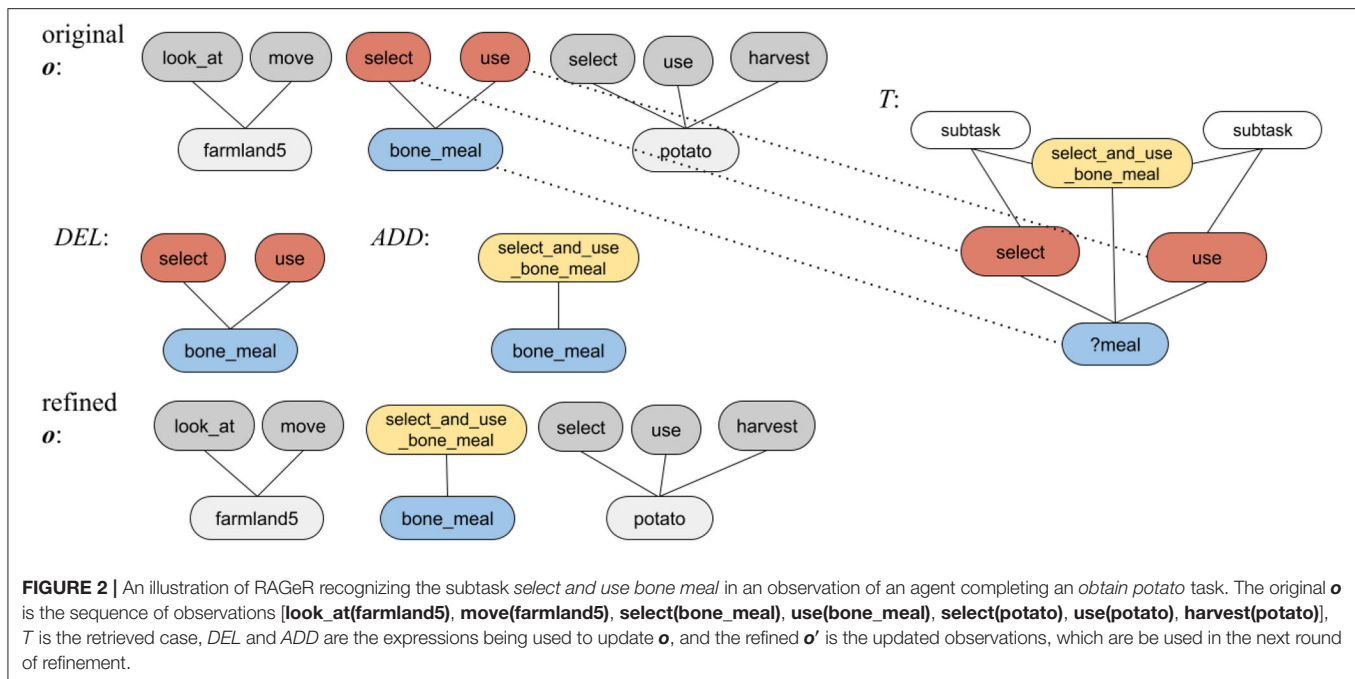 original
o:
look_at
move
select
use
select
use
harvest
farmland5
bone_meal
potato
T:
subtask
select_and_use
_bone_meal
subtask
select
use
?meal
DEL:
select
use
bone_meal
ADD:
select_and_use
_bone_meal
bone_meal
refined
o:
look_at
move
select_and_use
_bone_meal
select
use
harvest
farmland5
bone_meal
potato
FIGURE 2 | An illustration of RAGeR recognizing the subtask select and use bone meal in an observation of an agent completing an obtain potato task. The original o
is the sequence of observations [look_at(farmland5), move(farmland5), select(bone_meal), use(bone_meal), select(potato), use(potato), harvest(potato)],
T is the retrieved case, DEL and ADD are the expressions being used to update o, and the refined o′ is the updated observations, which are be used in the next round
of refinement.